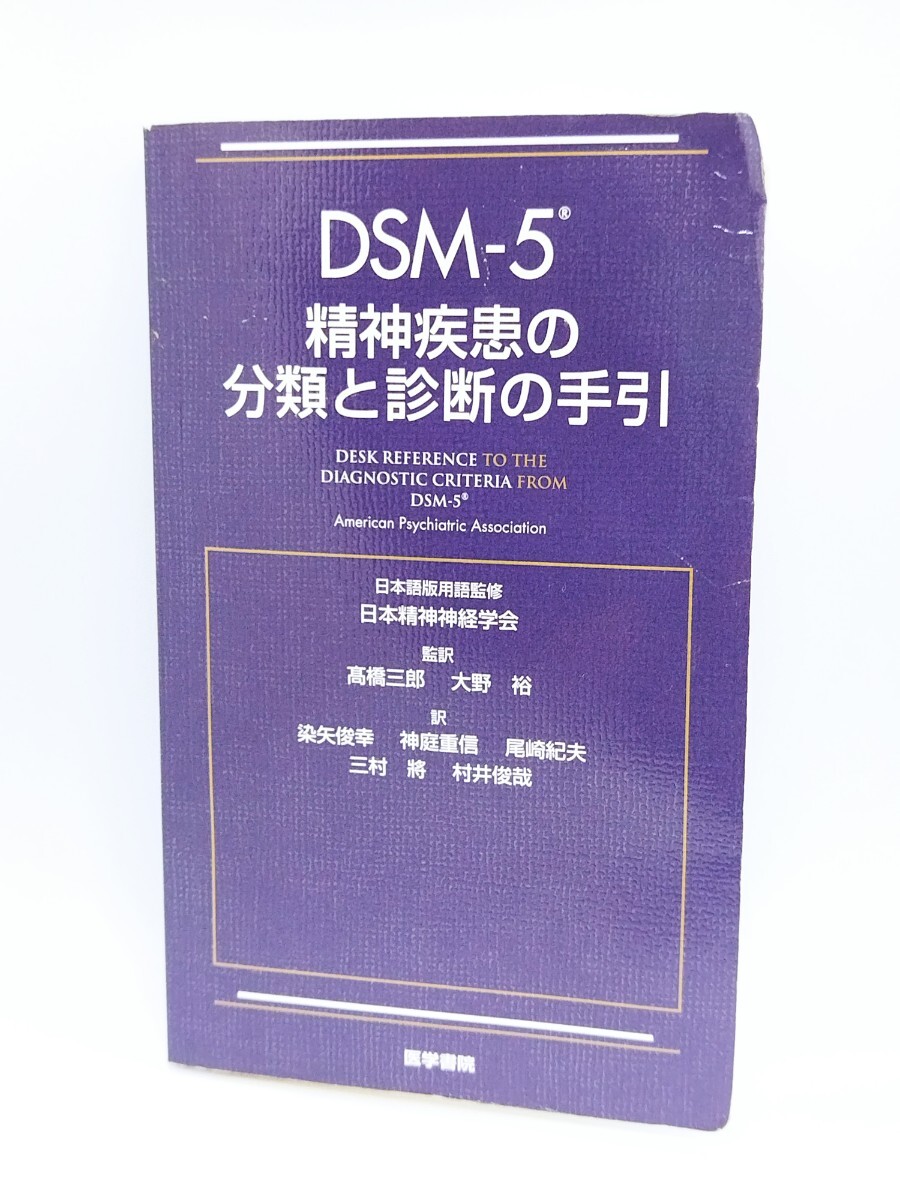 DSM-5®
精神疾患の
分類と診断の手引
DESK REFERENCE TO THE
DIAGNOSTIC CRITERIA FROM
DSM-5®
American Psychiatric Association
日本語版用語監修
日本精神神経学会
監訳
髙橋三郎 大野 裕
訳
染矢俊幸 神庭重信 尾崎紀夫
三村 將 村井俊哉
医学書院